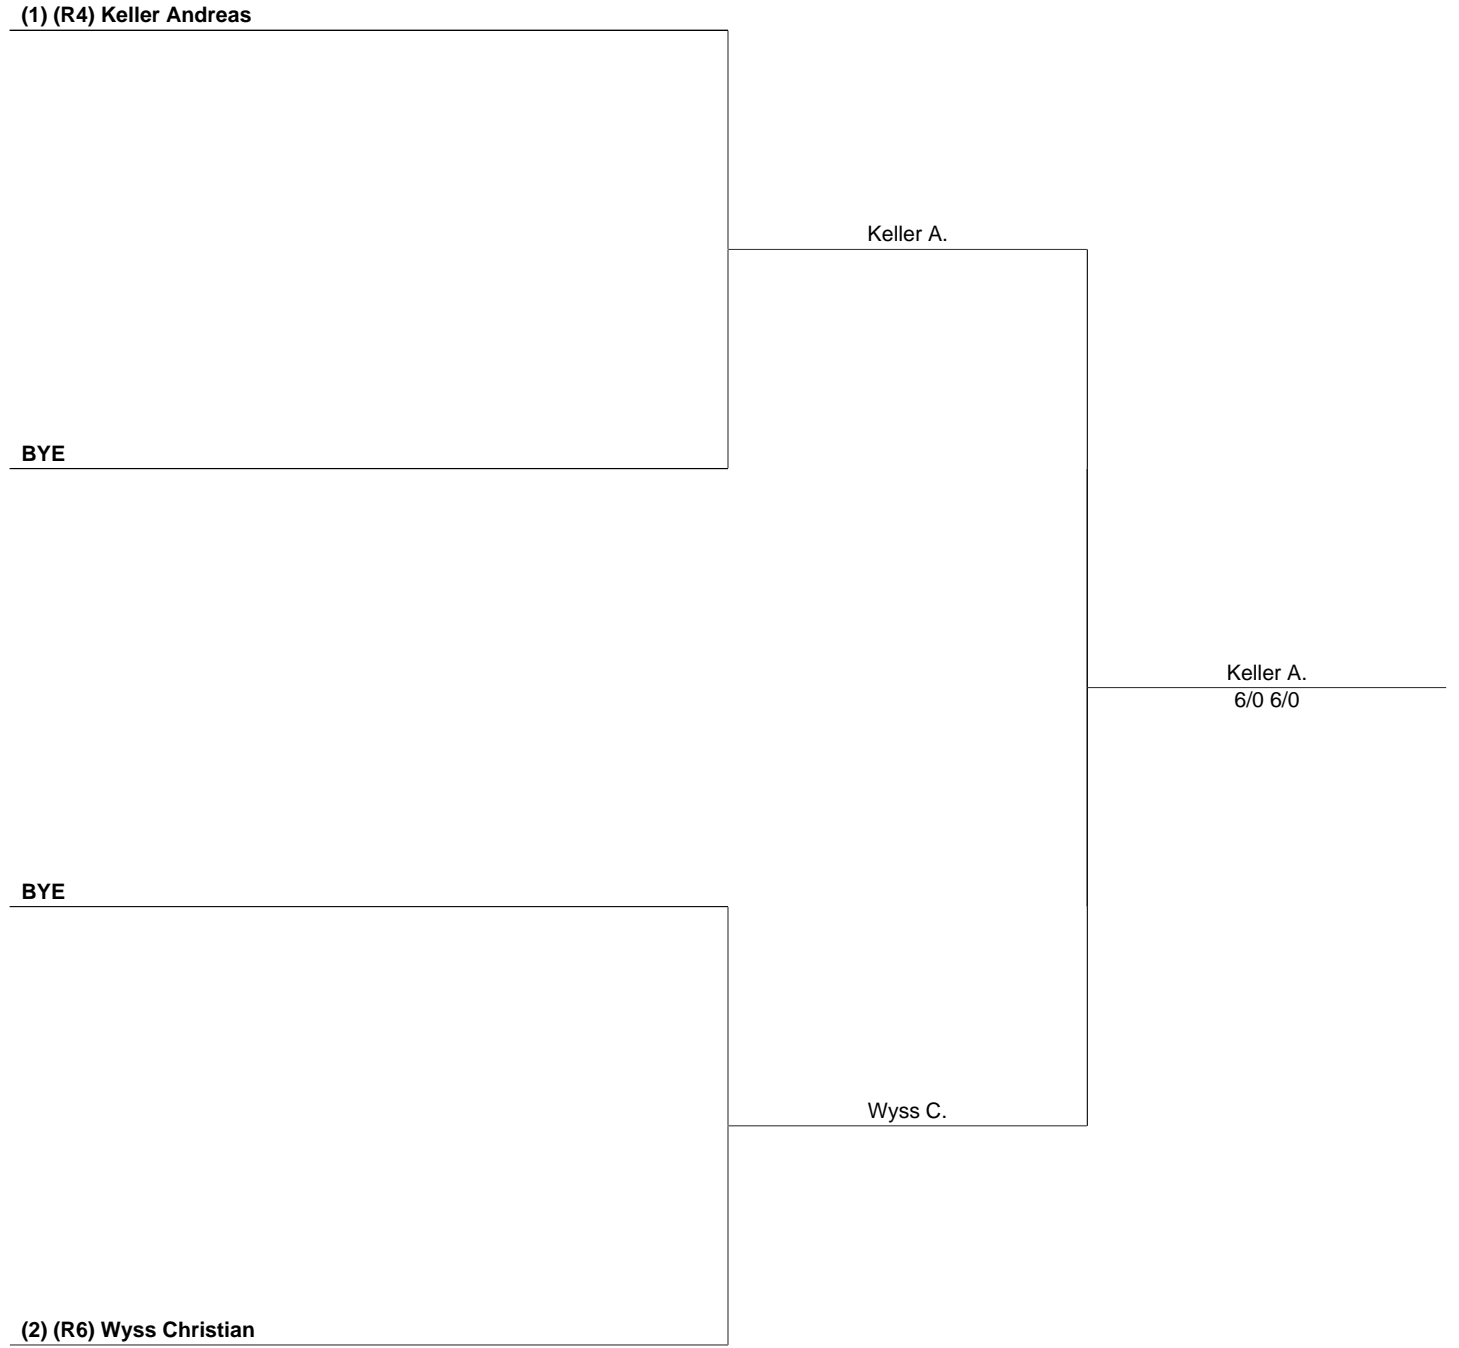 (1) (R4) Keller Andreas
Keller A.
BYE
Keller A.
6/0 6/0
BYE
Wyss C.
(2) (R6) Wyss Christian